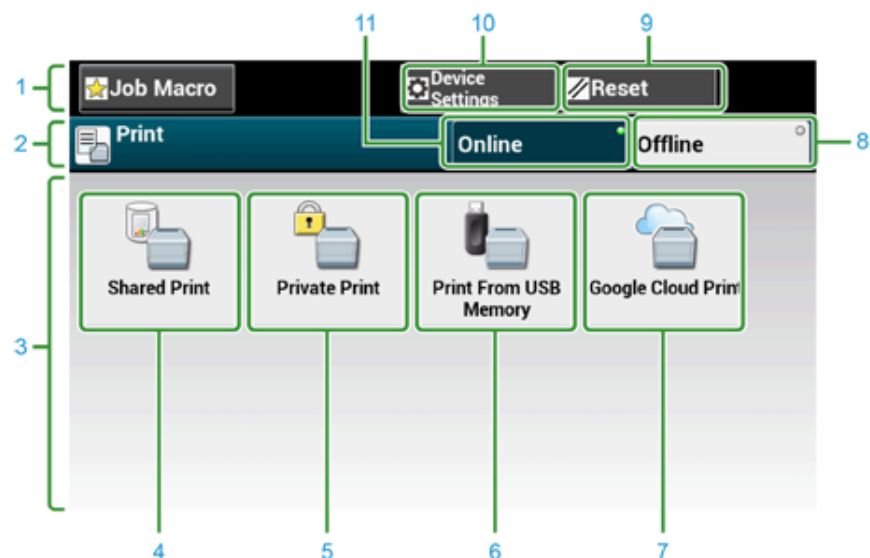 11 10 9
1 Job Macro Device Reset
Settings
2 Print Online Offline 8
3
Shared Print Private Print Print From USB Google Cloud Print
Memory
4 5 6 7